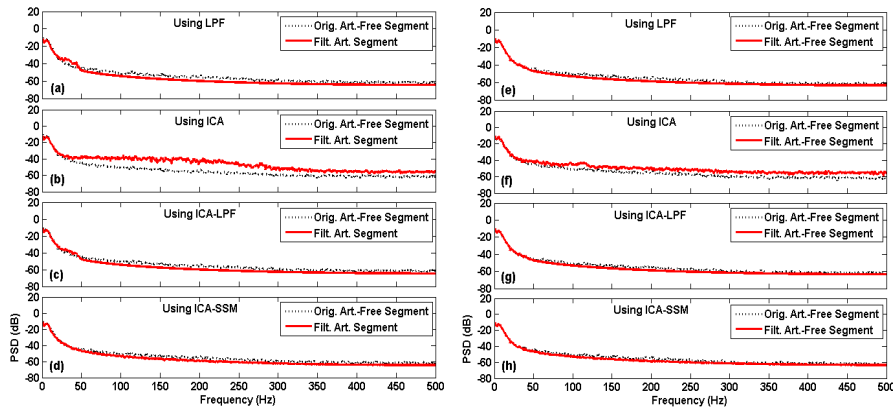 20
0
-20
-40
-60
-80
Using LPF
Orig. Art.-Free Segment
Filt. Art. Segment
(a)
20
0
-20
-40
-60
-80
Using ICA
Orig. Art.-Free Segment
Filt. Art. Segment
(b)
20
0
-20
-40
-60
-80
Using ICA-LPF
Orig. Art.-Free Segment
Filt. Art. Segment
(c)
PSD (dB)
20
0
-20
-40
-60
-80
Using ICA-SSM
Orig. Art.-Free Segment
Filt. Art. Segment
(d)
0 50 100 150 200 250 300 350 400 450 500
Frequency (Hz)
20
0
-20
-40
-60
-80
Using LPF
Orig. Art.-Free Segment
Filt. Art.-Free Segment
(e)
20
0
-20
-40
-60
-80
Using ICA
Orig. Art.-Free Segment
Filt. Art.-Free Segment
(f)
20
0
-20
-40
-60
-80
Using ICA-LPF
Orig. Art.-Free Segment
Filt. Art.-Free Segment
(g)
PSD (dB)
20
0
-20
-40
-60
-80
Using ICA-SSM
Orig. Art.-Free Segment
Filt. Art.-Free Segment
(h)
0 50 100 150 200 250 300 350 400 450 500
Frequency (Hz)